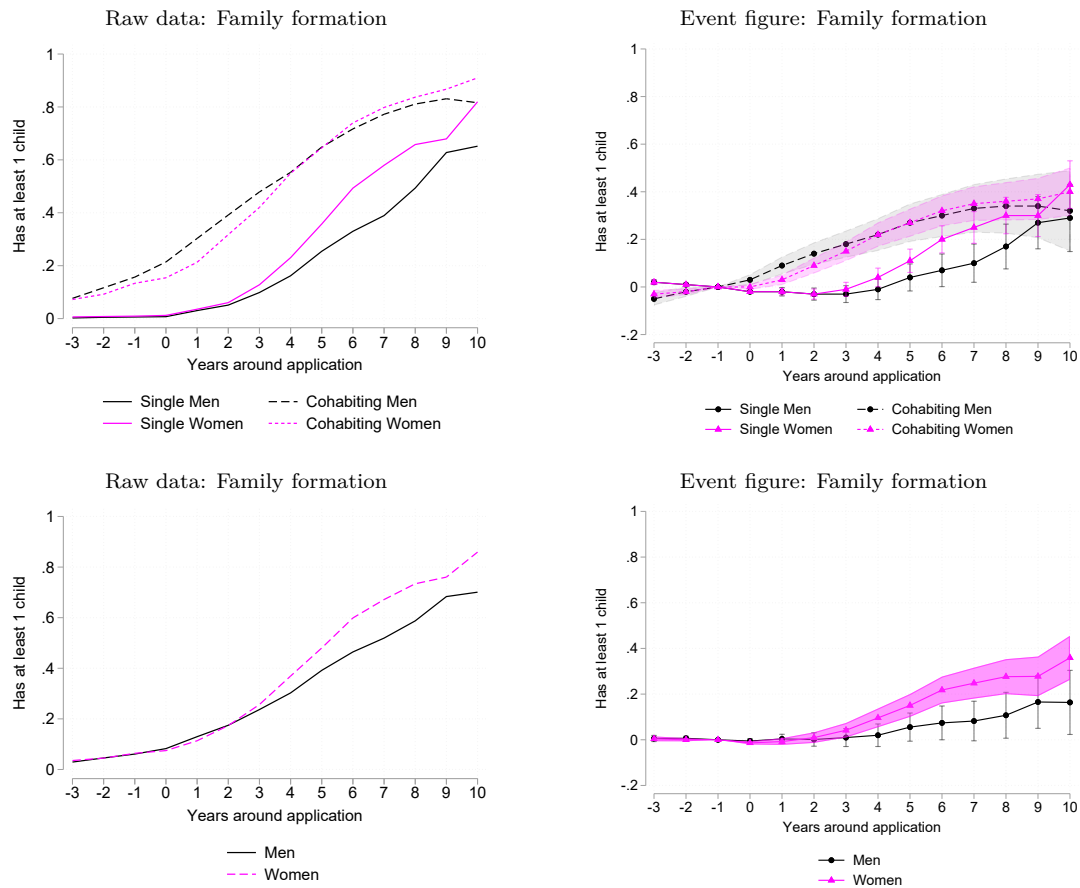 Raw data: Family formation
Has at least 1 child
1
.8
.6
.4
.2
0
-3 -2 -1 0 1 2 3 4 5 6 7 8 9 10
Years around application
Single Men
Cohabiting Men
Single Women
Cohabiting Women
Event figure: Family formation
Has at least 1 child
1
.8
.6
.4
.2
0
-.2
-3 -2 -1 0 1 2 3 4 5 6 7 8 9 10
Years around application
Single Men
Cohabiting Men
Single Women
Cohabiting Women
Raw data: Family formation
Has at least 1 child
1
.8
.6
.4
.2
0
-3 -2 -1 0 1 2 3 4 5 6 7 8 9 10
Years around application
Men
Women
Event figure: Family formation
Has at least 1 child
1
.8
.6
.4
.2
0
-.2
-3 -2 -1 0 1 2 3 4 5 6 7 8 9 10
Years around application
Men
Women